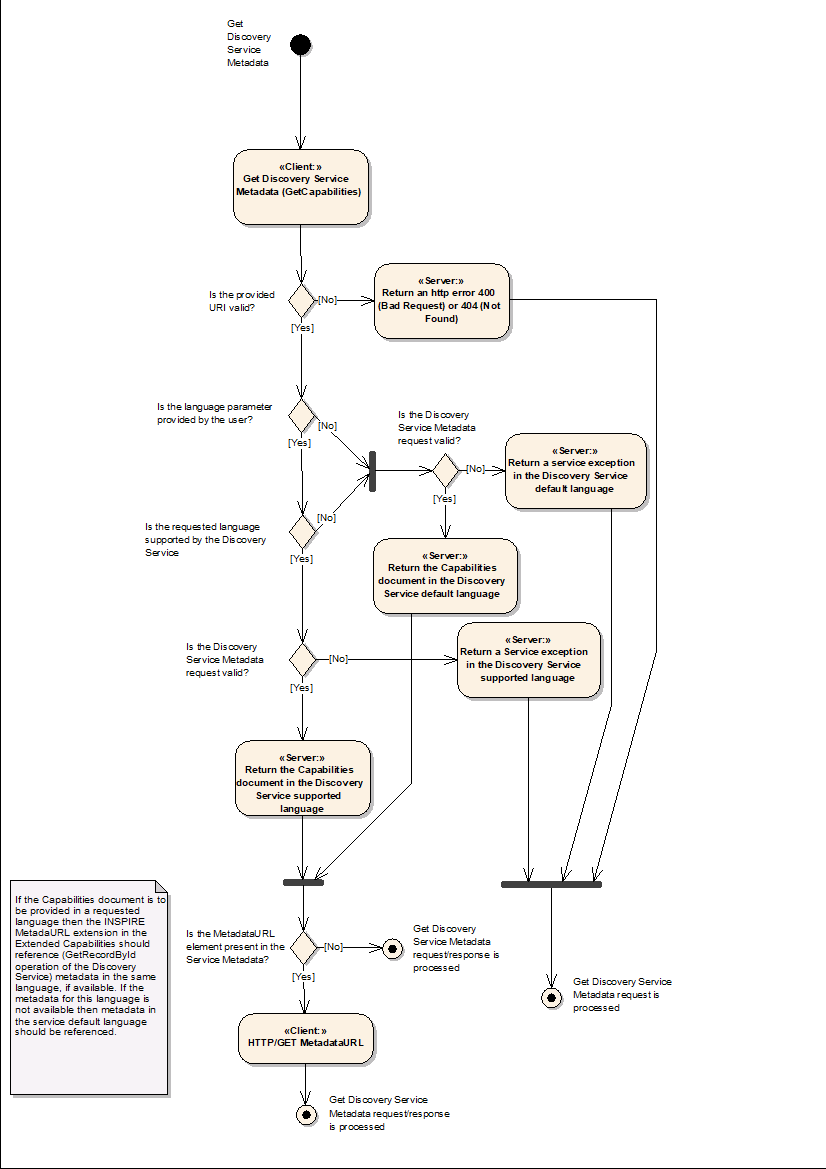 Get
Discovery
Service
Metadata
«Client:»
Get Discovery Service
Metadata (GetCapabilities)
Is the provided
URI valid?
[No]
[Yes]
«Server:»
Return an http error 400
(Bad Request) or 404 (Not
Found)
Is the language parameter
provided by the user?
[No]
[Yes]
Is the Discovery
Service Metadata
request valid?
[No]
[Yes]
«Server:»
Return a service exception
in the Discovery Service
default language
Is the requested language
supported by the Discovery
Service
[No]
[Yes]
«Server:»
Return the Capabilities
document in the Discovery
Service default language
Is the Discovery
Service Metadata
request valid?
[No]
[Yes]
«Server:»
Return a Service exception
in the Discovery Service
supported language
«Server:»
Return the Capabilities
document in the Discovery
Service supported
language
If the Capabilities document is to
be provided in a requested
language then the INSPIRE
MetadaURL extension in the
Extended Capabilities should
reference (GetRecordById
operation of the Discovery
Service) metadata in the same
language, if available. If the
metadata for this language is
not available then metadata in
the service default language
should be referenced.
Is the MetadataURL
element present in the
Service Metadata?
[No]
[Yes]
Get Discovery
Service Metadata
request/response is
processed
Get Discovery Service
Metadata request is
processed
«Client:»
HTTP/GET MetadataURL
Get Discovery Service
Metadata request/response
is processed